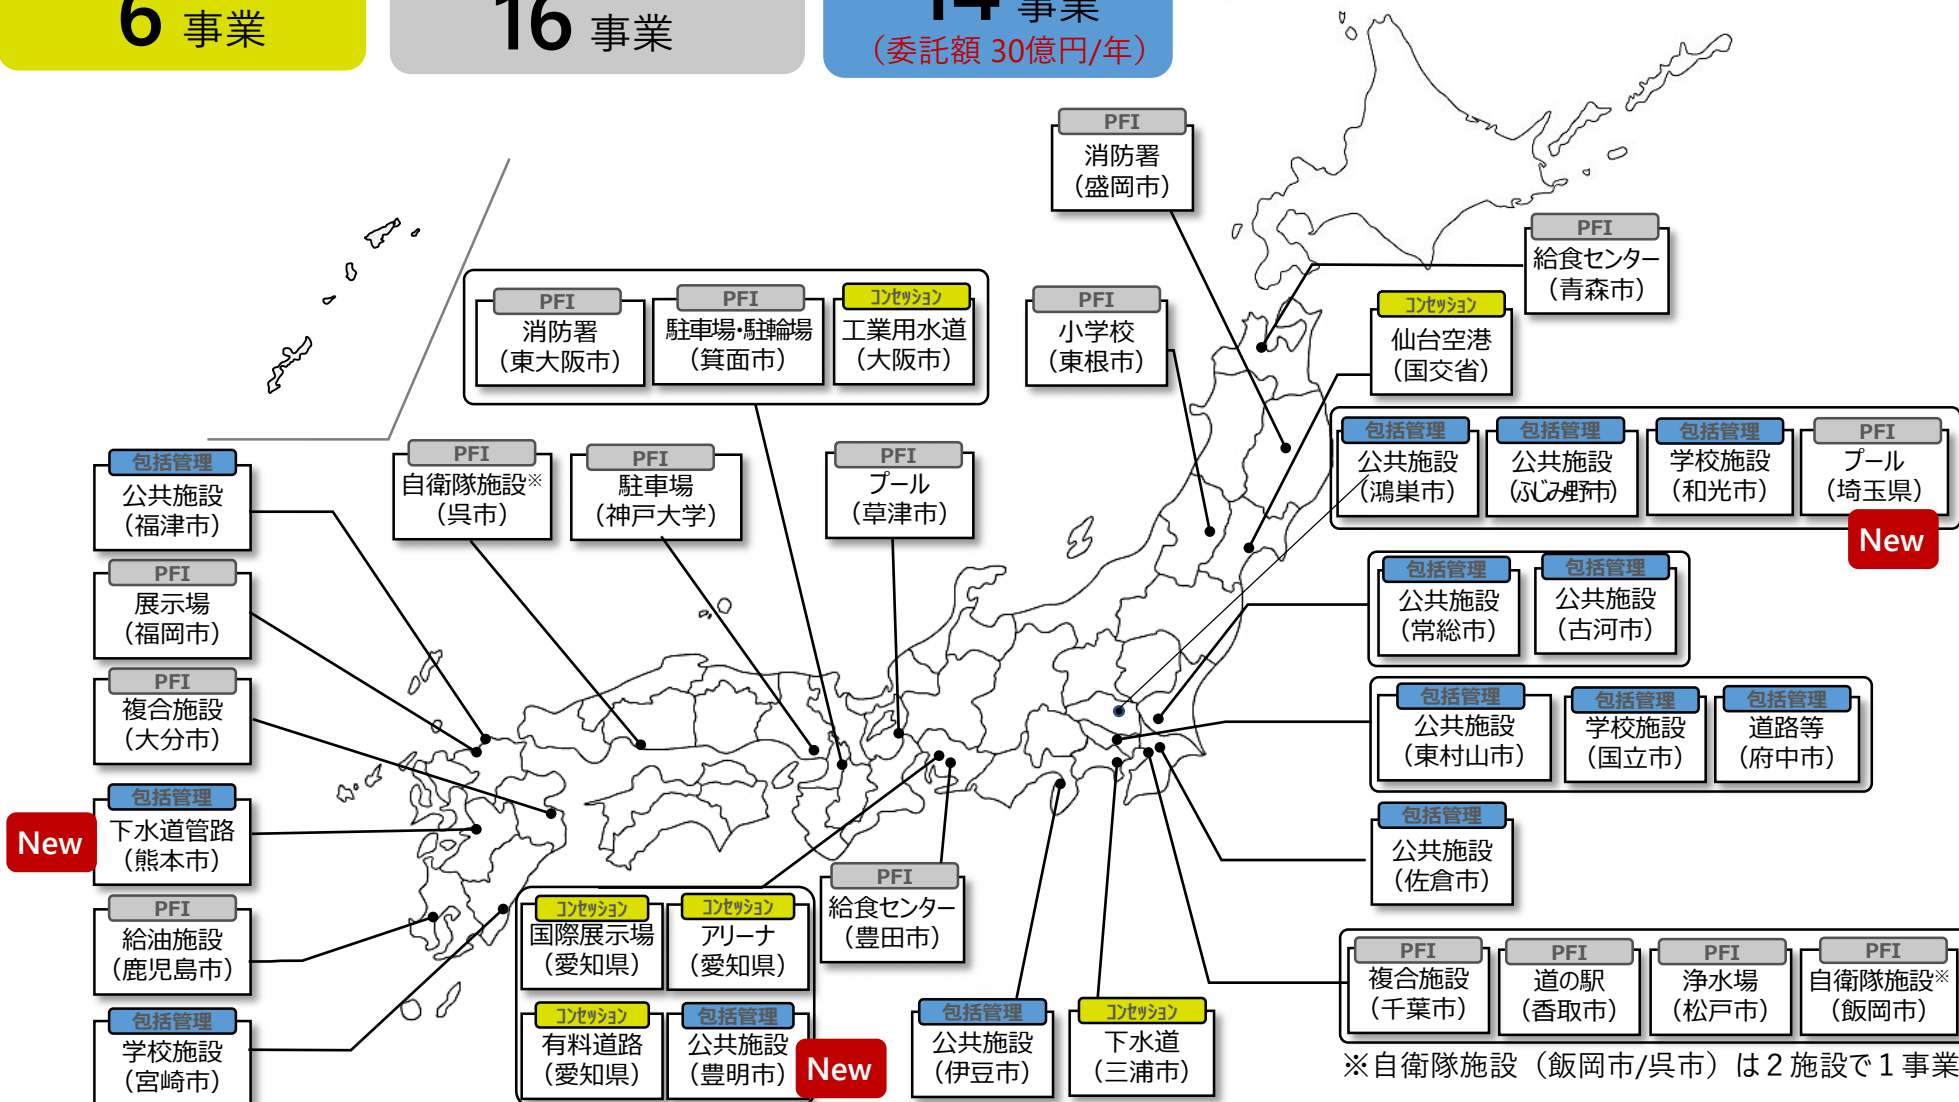 6 事業
16 事業
14 事業
（委託額 30億円/年）
PFI
消防署
（盛岡市）
PFI
給食センター
（青森市）
PFI
消防署
（東大阪市）
PFI
駐車場・駐輪場
（箕面市）
コンセッション
工業用水道
（大阪市）
PFI
小学校
（東根市）
コンセッション
仙台空港
（国交省）
包括管理
公共施設
（鴻巣市）
包括管理
公共施設
（ふじみ野市）
包括管理
学校施設
（和光市）
PFI
プール
（埼玉県）
New
包括管理
公共施設
（福津市）
PFI
自衛隊施設※
（呉市）
PFI
駐車場
（神戸大学）
PFI
プール
（草津市）
PFI
展示場
（福岡市）
包括管理
公共施設
（常総市）
包括管理
公共施設
（古河市）
PFI
複合施設
（大分市）
包括管理
公共施設
（東村山市）
包括管理
学校施設
（国立市）
包括管理
道路等
（府中市）
New
包括管理
下水道管路
（熊本市）
包括管理
公共施設
（佐倉市）
PFI
給油施設
（鹿児島市）
コンセッション
国際展示場
（愛知県）
コンセッション
アリーナ
（愛知県）
PFI
給食センター
（豊田市）
PFI
複合施設
（千葉市）
PFI
道の駅
（香取市）
PFI
浄水場
（松戸市）
PFI
自衛隊施設※
（飯岡市）
包括管理
学校施設
（宮崎市）
コンセッション
有料道路
（愛知県）
包括管理
公共施設
（豊明市）
New
包括管理
公共施設
（伊豆市）
コンセッション
下水道
（三浦市）
※自衛隊施設（飯岡市/呉市）は２施設で１事業